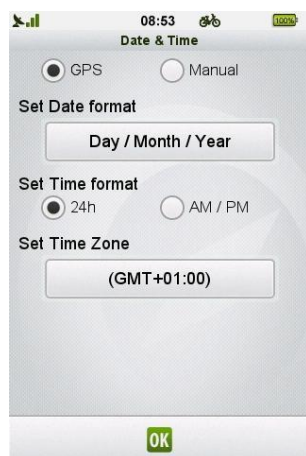 08:53 100%
Date & Time
GPS Manual
Set Date format
Day / Month / Year
Set Time format
24h AM / PM
Set Time Zone
(GMT+01:00)
OK